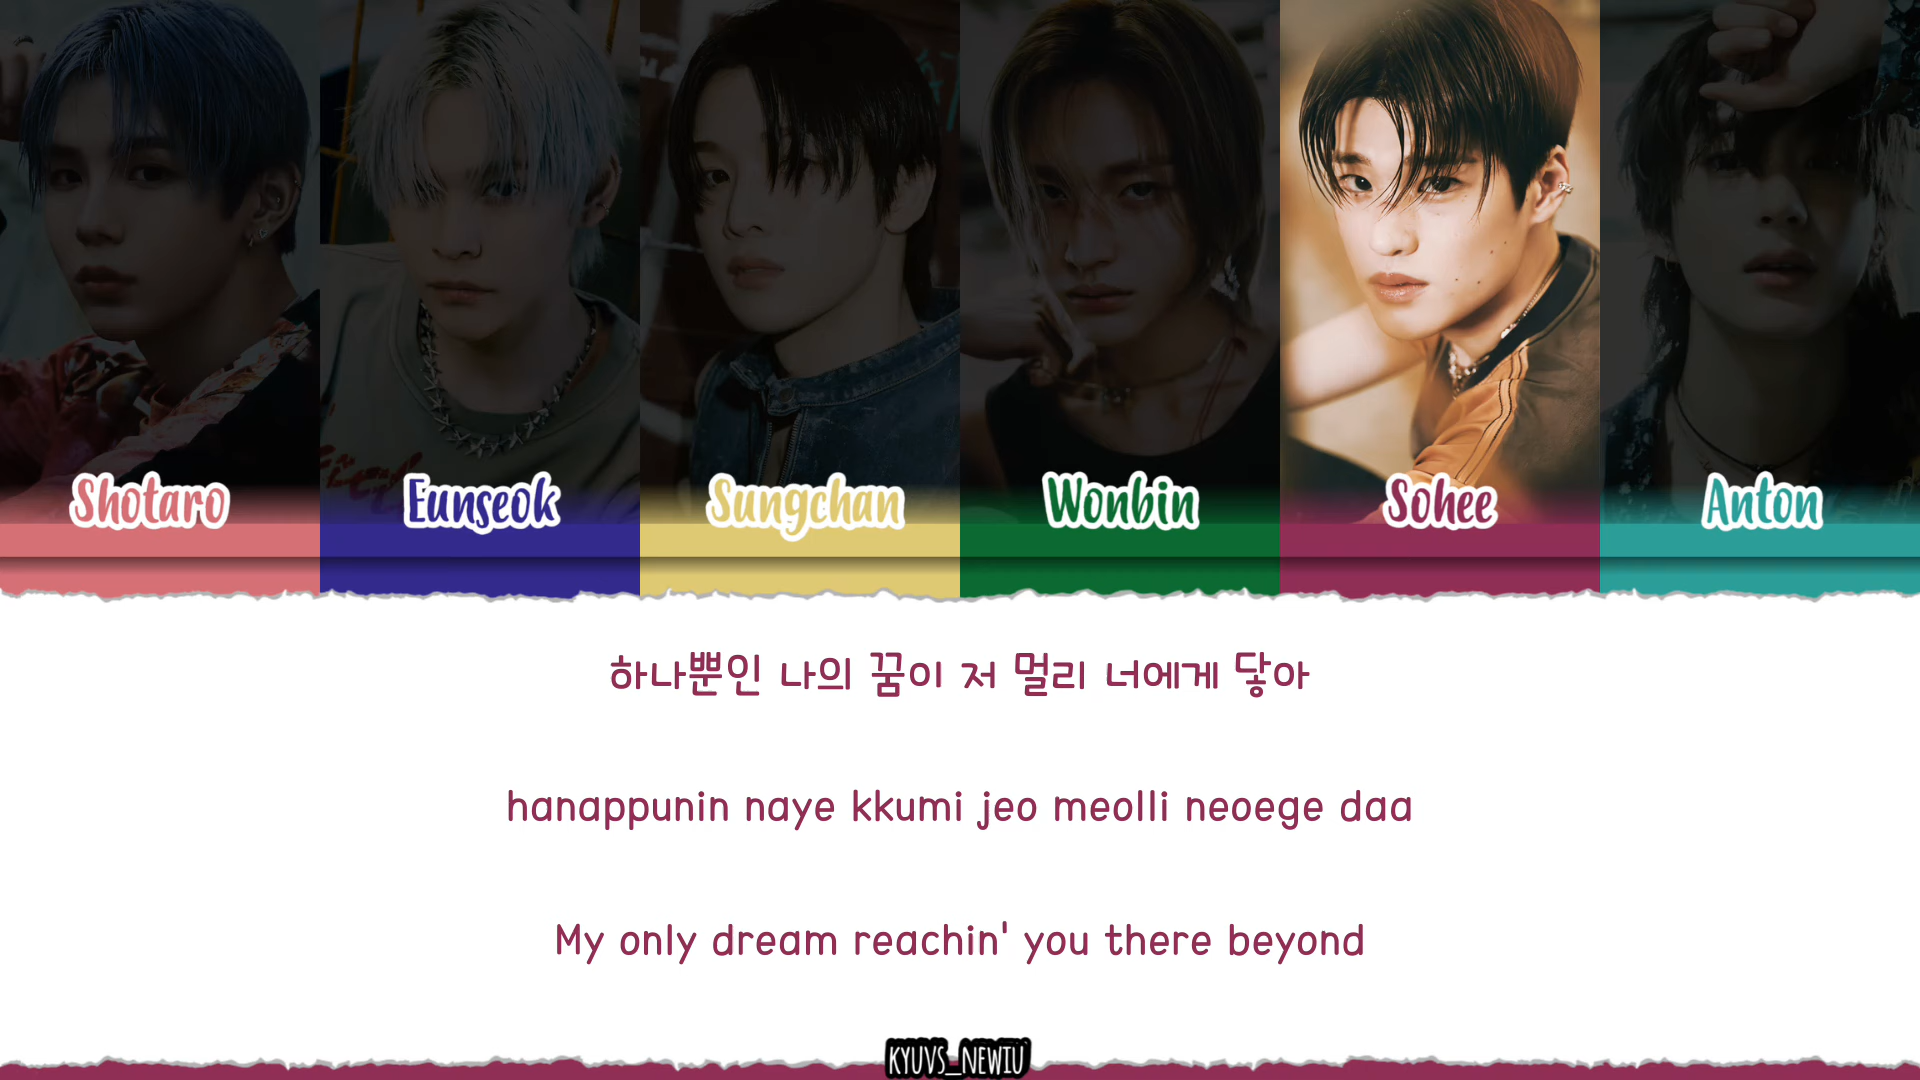 Shotaro
Eunseok
Sungchan
Wonbin
Sohee
Anton
하나뿐인 나의 꿈이 저 멀리 너에게 닿아
hanappunin naye kkumi jeo meolli neoege daa
My only dream reachin' you there beyond
KYUVS_NEWIU